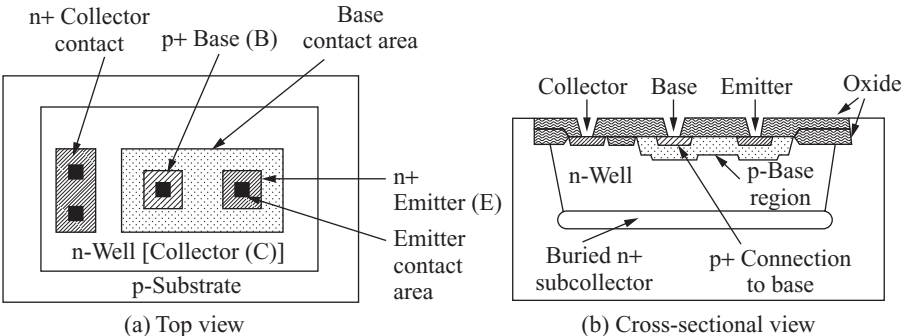 n+ Collector
contact
p+ Base (B)
Base
contact area
n+
Emitter (E)
Emitter
contact
area
n-Well [Collector (C)]
p-Substrate
(a) Top view
Collector
Base
Emitter
Oxide
n-Well
p-Base
region
Buried n+
subcollector
p+ Connection
to base
(b) Cross-sectional view